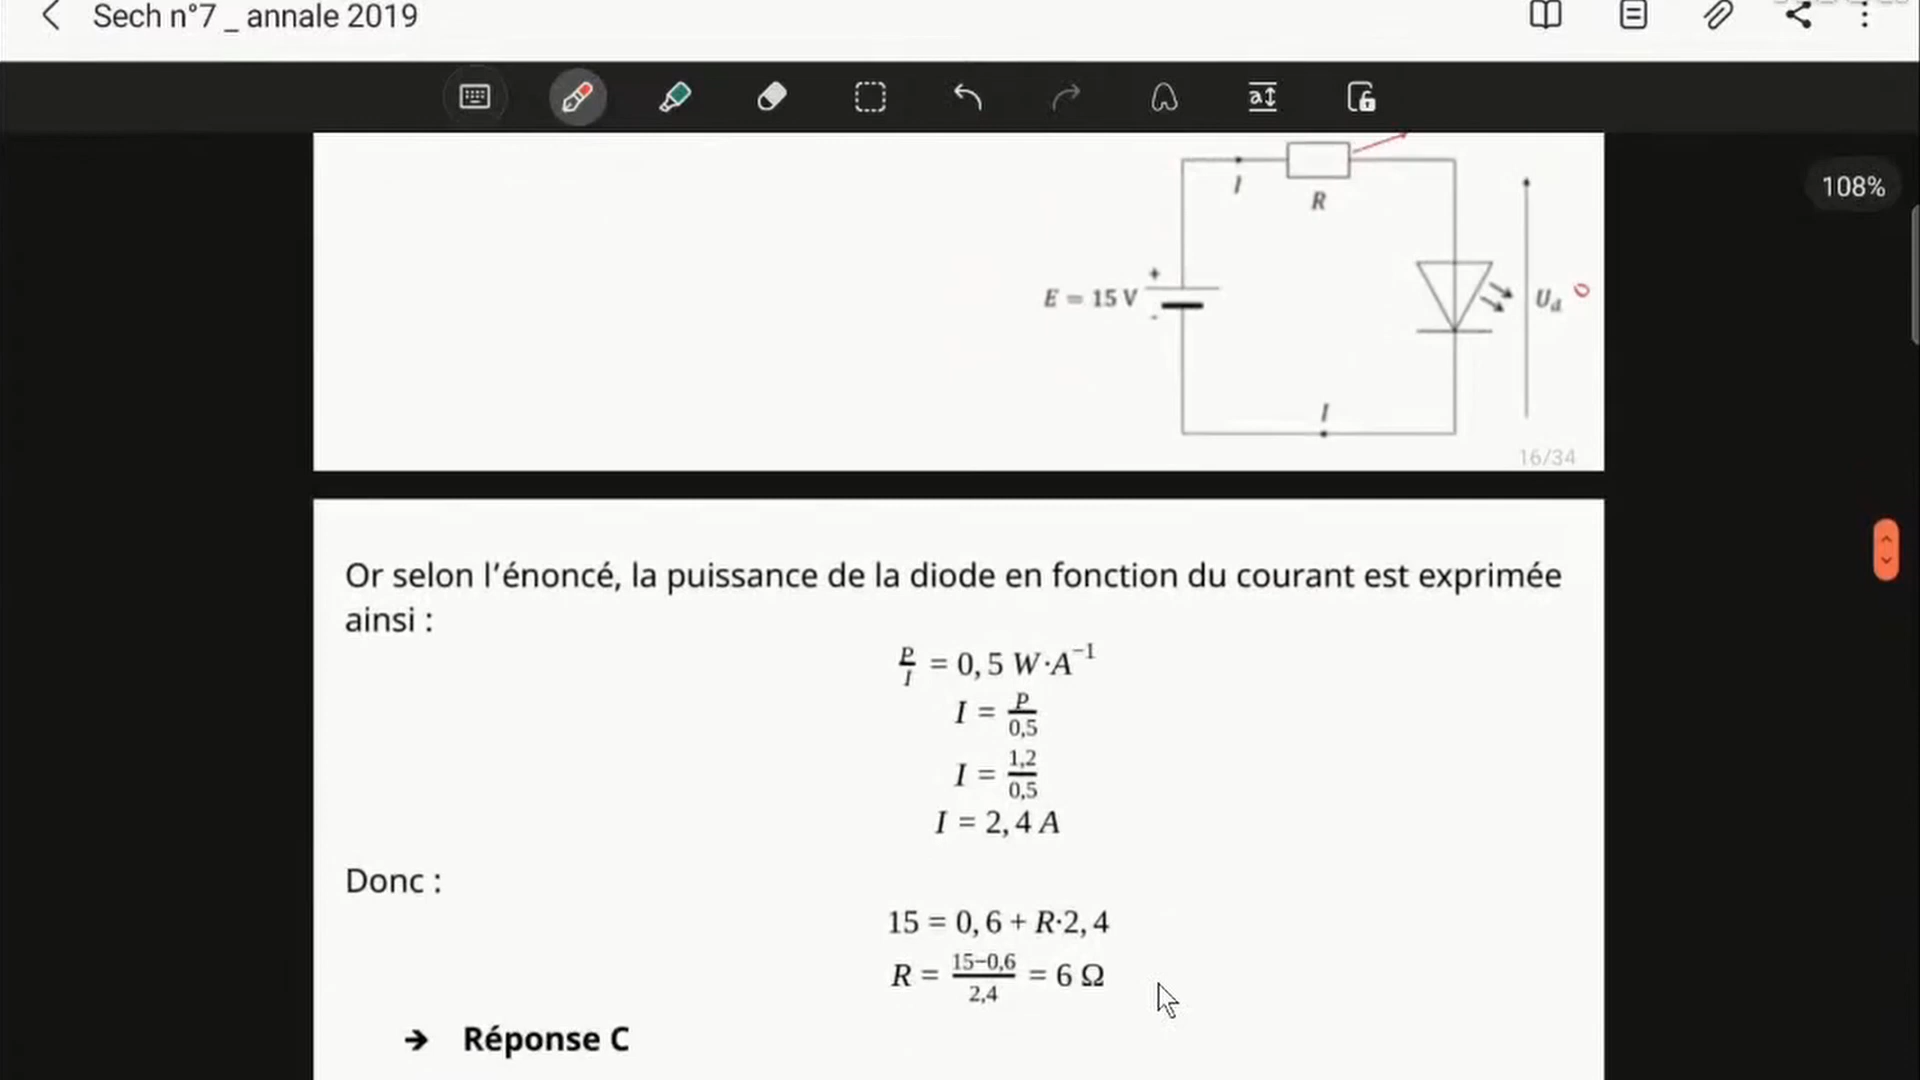 Sech n°7 _ annale 2019
108%
I
R
+
E = 15 V
-
U_d
I
16/34
Or selon l’énoncé, la puissance de la diode en fonction du courant est exprimée
ainsi :
P/I = 0, 5 W·A⁻¹
I = P/0,5
I = 1,2/0,5
I = 2, 4 A
Donc :
15 = 0, 6 + R·2, 4
R = 15−0,6/2,4 = 6 Ω
➔ Réponse C